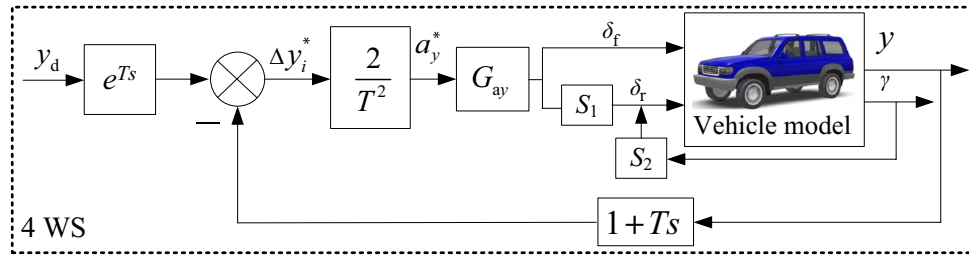 y_d
e^{Ts}
−
Δy_i^*
2/T^2
a_y^*
G_{ay}
δ_f
S_1
δ_r
S_2
Vehicle model
y
γ
1+Ts
4 WS